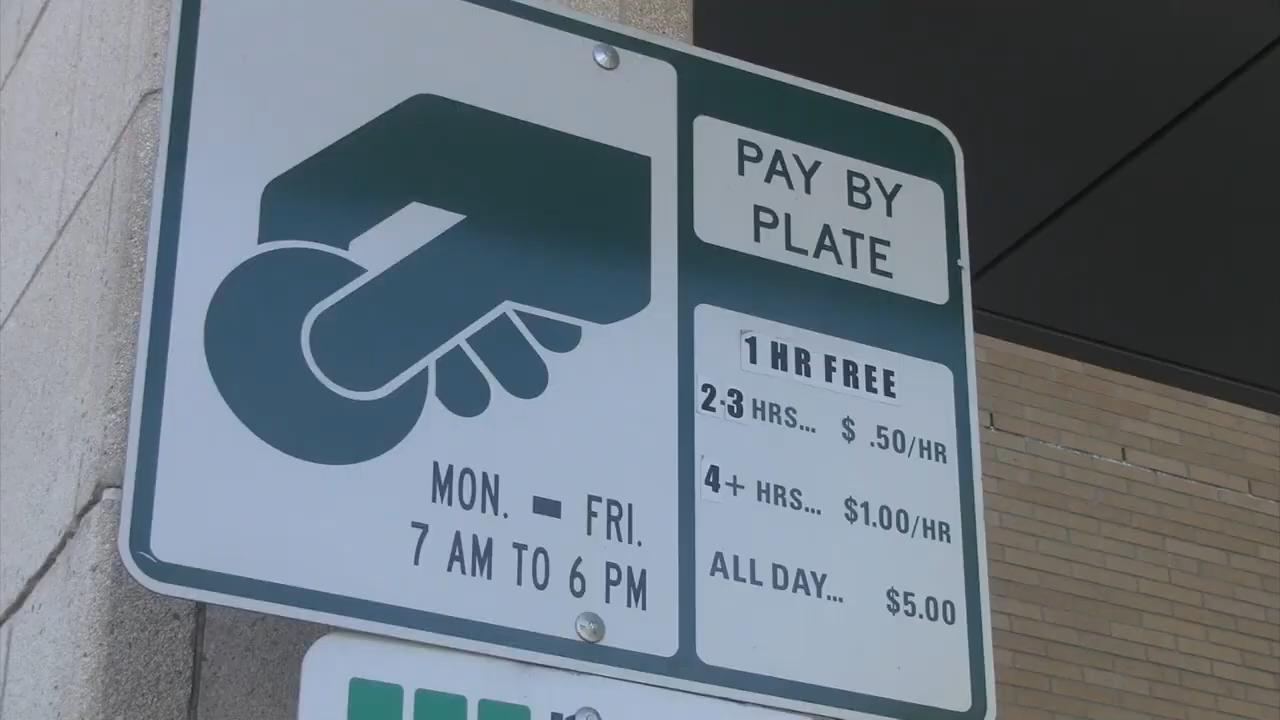 PAY BY
PLATE
1 HR FREE
2-3 HRS... $ .50/HR
4+ HRS... $1.00/HR
ALL DAY... $5.00
MON. - FRI.
7 AM TO 6 PM